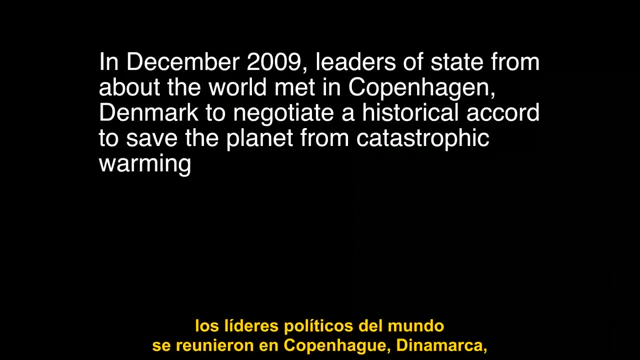 In December 2009, leaders of state from
about the world met in Copenhagen,
Denmark to negotiate a historical accord
to save the planet from catastrophic
warming
los líderes políticos del mundo
se reunieron en Copenhague, Dinamarca,